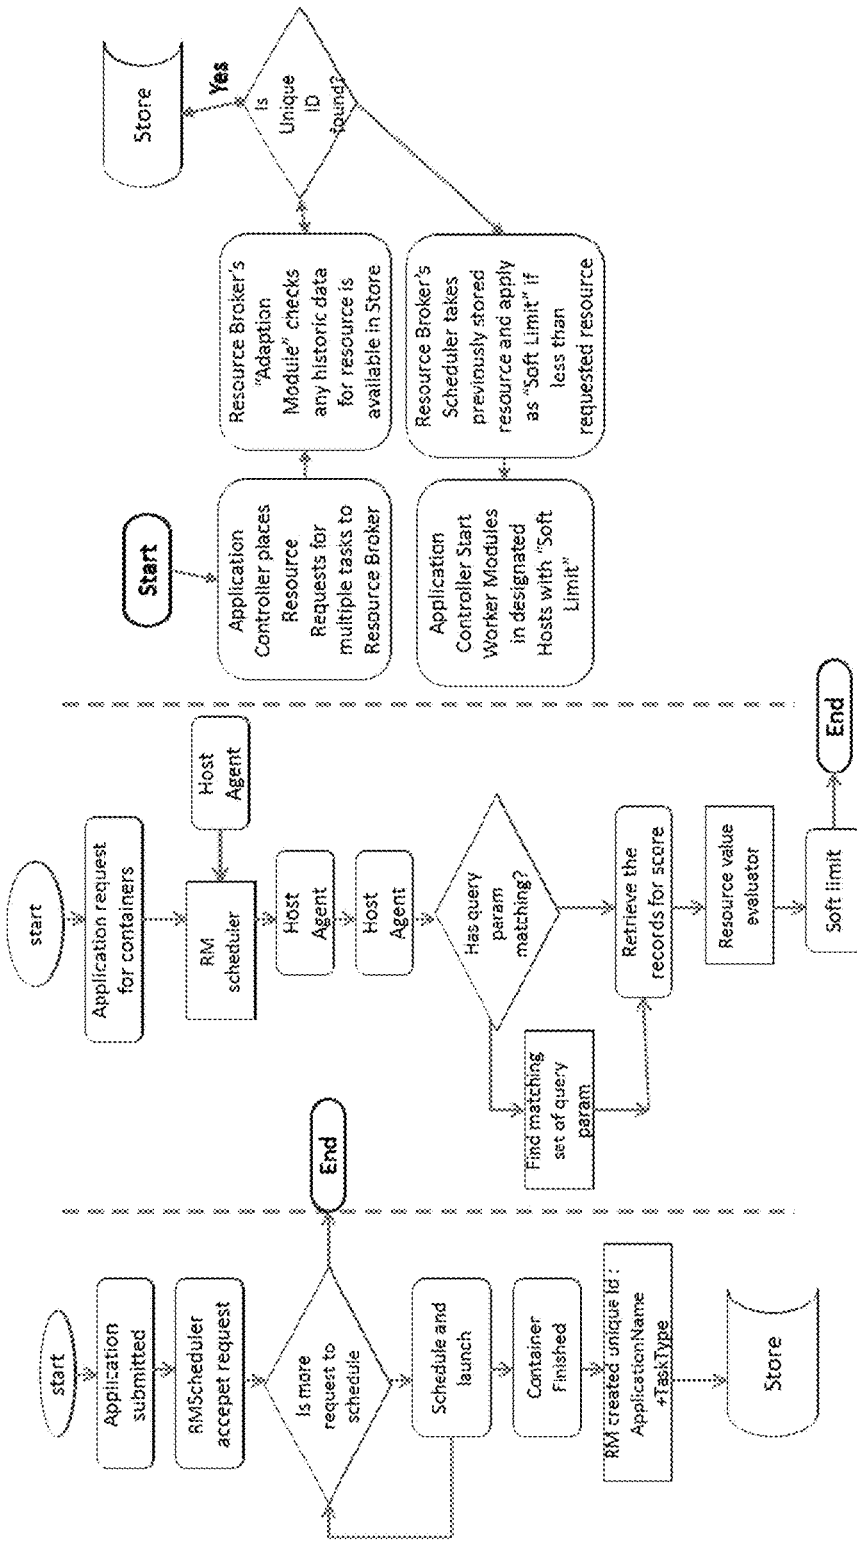 start
Application
submitted
RMScheduler
accepet request
Is more
request to
schedule
End
Schedule and
launch
Container
Finished
RM created unique Id :
ApplicationName
+TaskType
Store
start
Application request
for containers
RM
scheduler
Host
Agent
Host
Agent
Host
Agent
Has query
param
matching?
Find matching
set of query
param
Retrieve the
records for score
Resource value
evaluator
Soft limit
End
Start
Application
Controller places
Resource
Requests for
multiple tasks to
Resource Broker
Resource Broker's
"Adaption
Module" checks
any historic data
for resource is
available in Store
Is
Unique
ID
found?
Yes
Store
Resource Broker's
Scheduler takes
previously stored
resource and apply
as "Soft Limit" if
less than
requested resource
Application
Controller Start
Worker Modules
in designated
Hosts with "Soft
Limit"